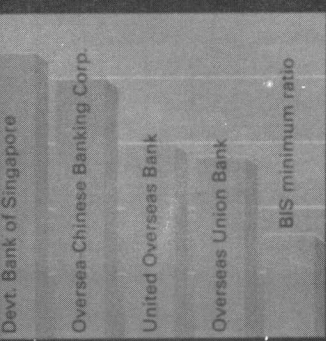 Devt. Bank of Singapore
Oversea-Chinese Banking Corp.
United Overseas Bank
Overseas Union Bank
BIS minimum ratio